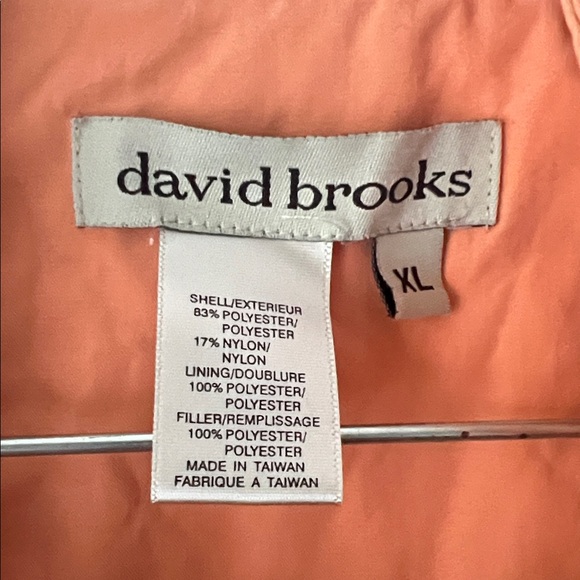 david brooks
XL
SHELL/EXTERIEUR
83% POLYESTER/
POLYESTER
17% NYLON/
NYLON
LINING/DOUBLURE
100% POLYESTER/
POLYESTER
FILLER/REMPLISSAGE
100% POLYESTER/
POLYESTER
MADE IN TAIWAN
FABRIQUE A TAIWAN